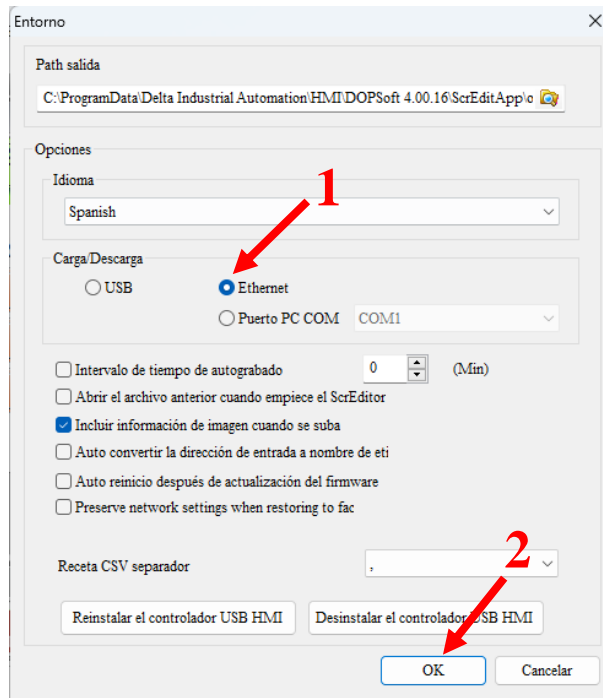 Entorno
Path salida
C:\ProgramData\Delta Industrial Automation\HMI\DOPSoft 4.00.16\ScrEditApp\o
Opciones
Idioma
1
Spanish
Carga/Descarga
USB
Ethernet
Puerto PC COM
COM1
Intervalo de tiempo de autograbado 0 (Min)
Abrir el archivo anterior cuando empiece el ScrEditor
Incluir información de imagen cuando se suba
Auto convertir la dirección de entrada a nombre de eti
Auto reinicio después de actualización del firmware
Preserve network settings when restoring to fac
2
Receta CSV separador ,
Reinstalar el controlador USB HMI
Desinstalar el controlador USB HMI
OK
Cancelar